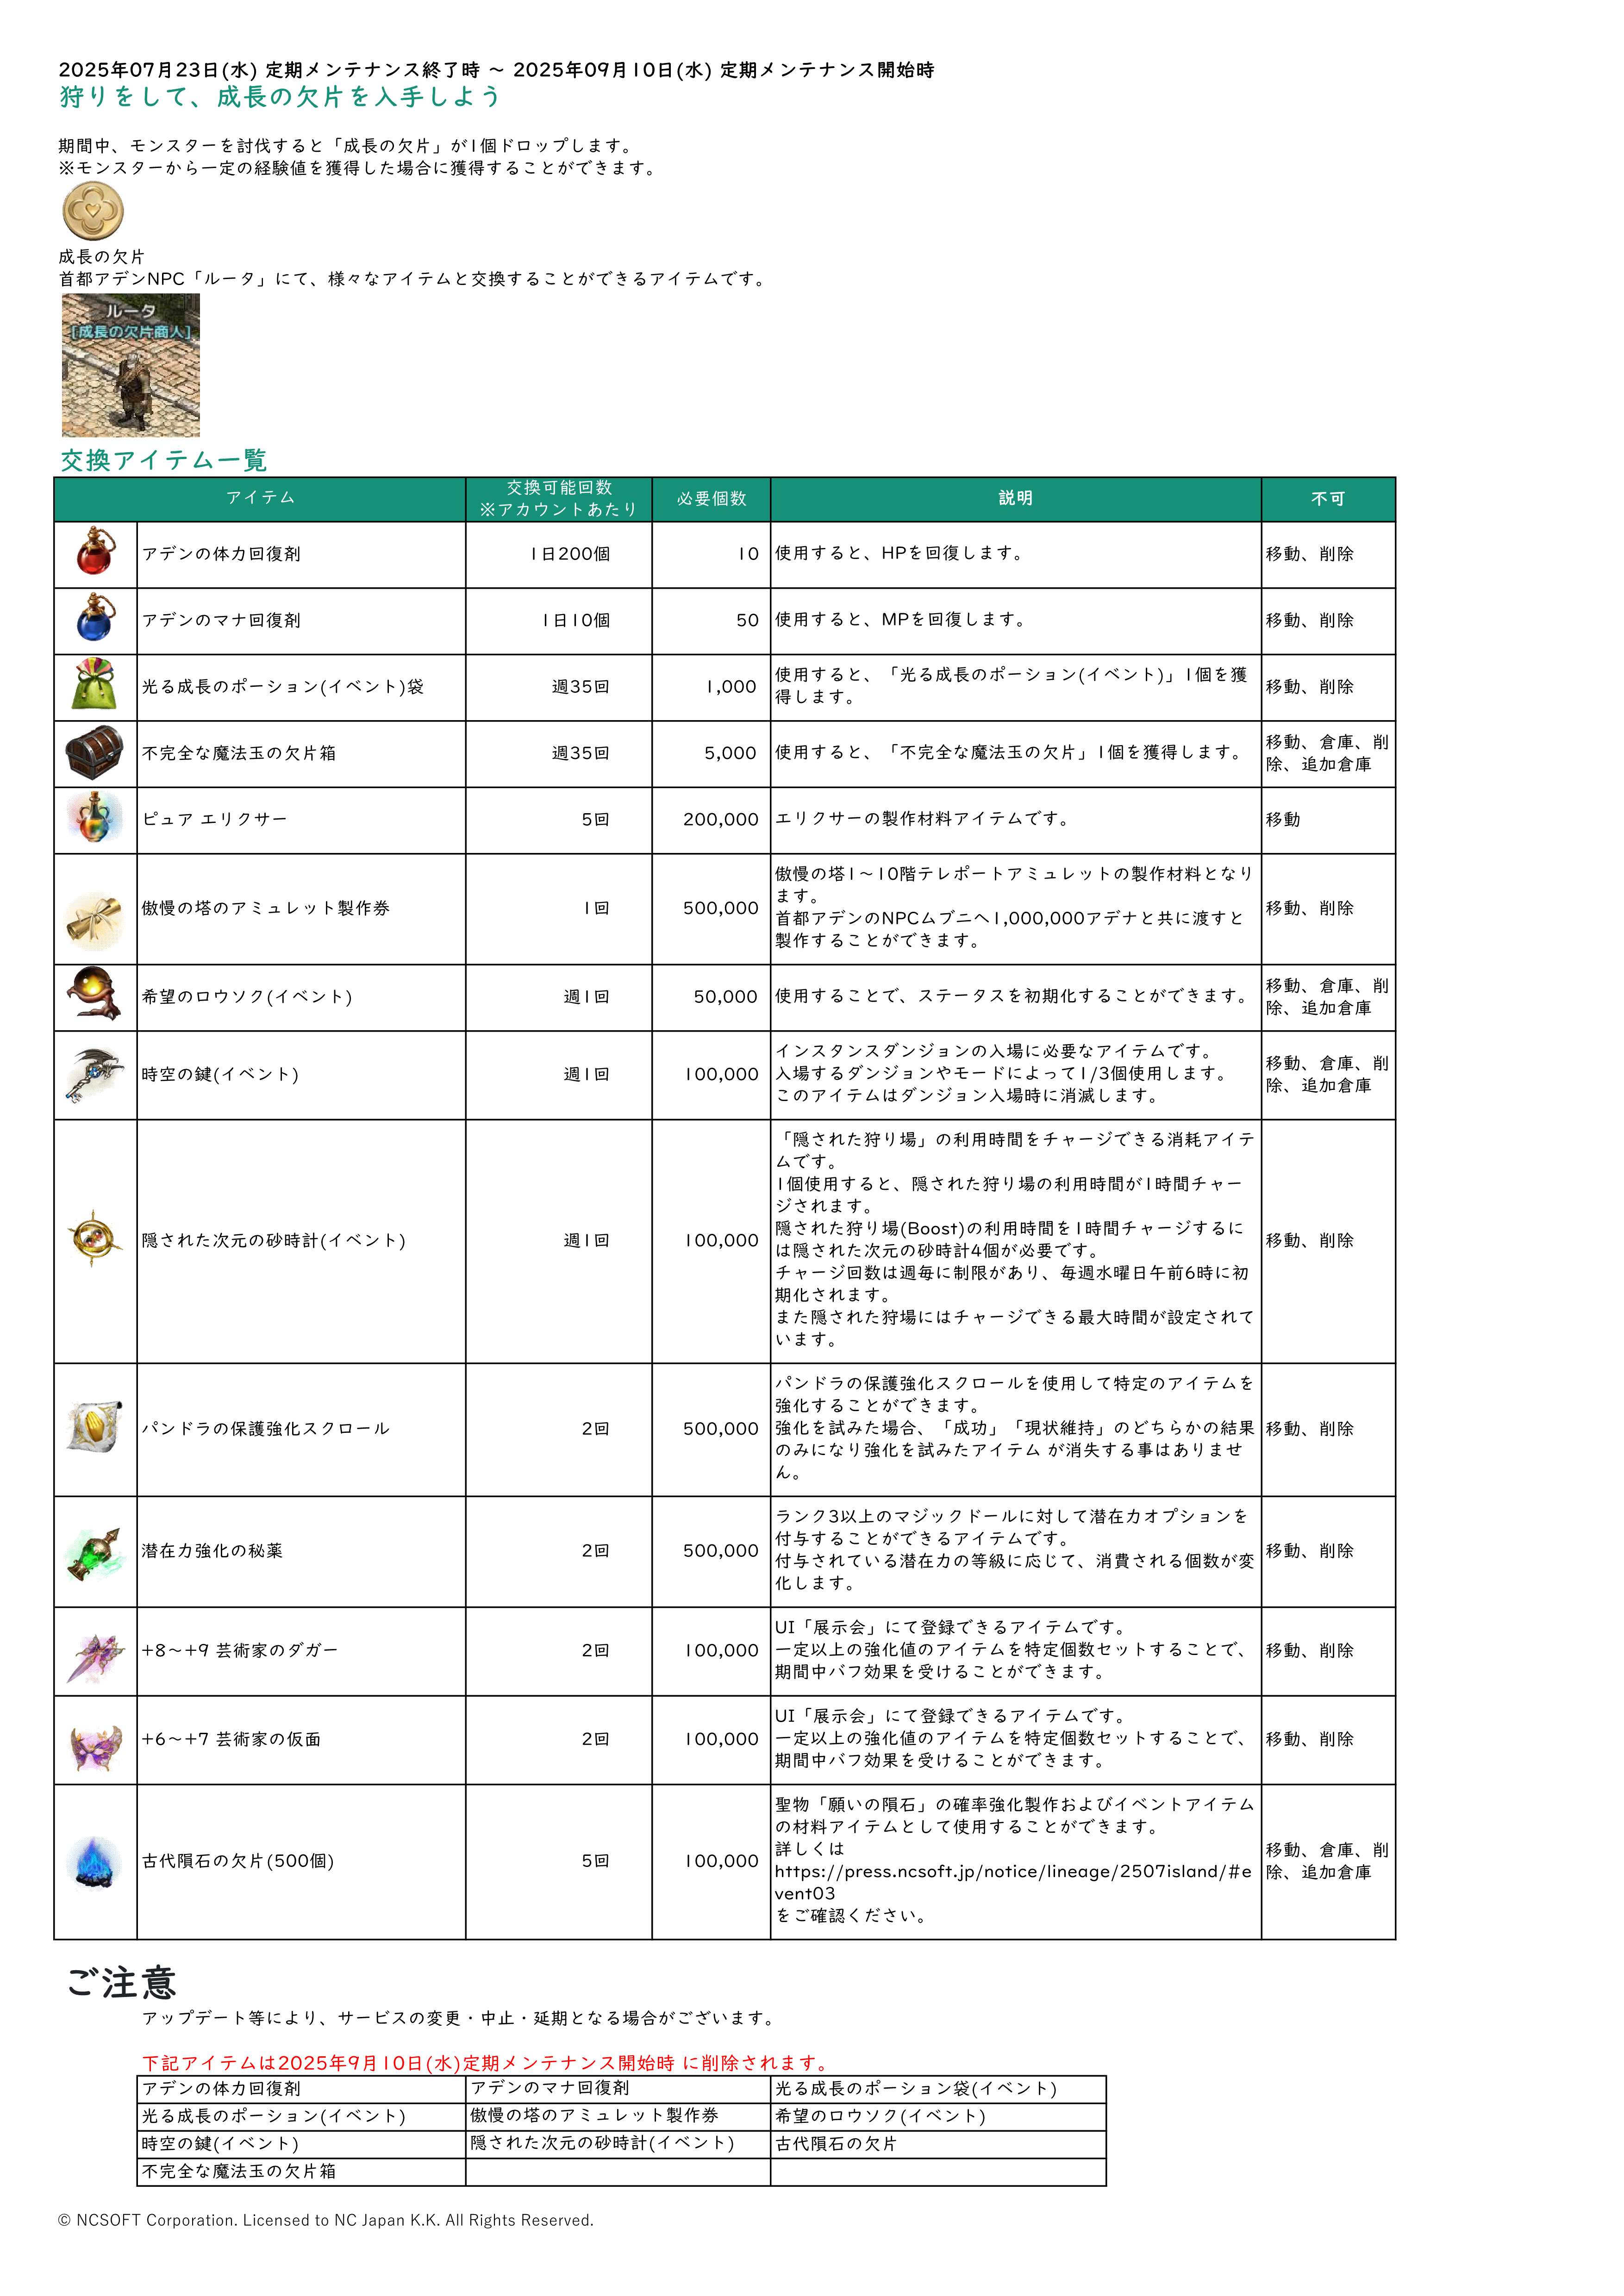 2025年07月23日(水) 定期メンテナンス終了時 ～ 2025年09月10日(水) 定期メンテナンス開始時
狩りをして、成長の欠片を入手しよう
期間中、モンスターを討伐すると「成長の欠片」が1個ドロップします。
※モンスターから一定の経験値を獲得した場合に獲得することができます。
成長の欠片
首都アデンNPC「ルータ」にて、様々なアイテムと交換することができるアイテムです。
ルータ
[成長の欠片商人]
交換アイテム一覧
アイテム 交換可能回数 ※アカウントあたり 必要個数 説明 不可
アデンの体力回復剤 1日200個 10 使用すると、HPを回復します。 移動、削除
アデンのマナ回復剤 1日10個 50 使用すると、MPを回復します。 移動、削除
光る成長のポーション(イベント)袋 週35回 1,000 使用すると、「光る成長のポーション(イベント)」1個を獲
得します。 移動、削除
不完全な魔法玉の欠片箱 週35回 5,000 使用すると、「不完全な魔法玉の欠片」1個を獲得します。 移動、倉庫、削
除、追加倉庫
ピュア エリクサー 5回 200,000 エリクサーの製作材料アイテムです。 移動
傲慢の塔のアミュレット製作券 1回 500,000 傲慢の塔1～10階テレポートアミュレットの製作材料となり
ます。
首都アデンのNPCムブニへ1,000,000アデナと共に渡すと
製作することができます。 移動、削除
希望のロウソク(イベント) 週1回 50,000 使用することで、ステータスを初期化することができます。 移動、倉庫、削
除、追加倉庫
時空の鍵(イベント) 週1回 100,000 インスタンスダンジョンの入場に必要なアイテムです。
入場するダンジョンやモードによって1/3個使用します。
このアイテムはダンジョン入場時に消滅します。 移動、倉庫、削
除、追加倉庫
隠された次元の砂時計(イベント) 週1回 100,000 「隠された狩り場」の利用時間をチャージできる消耗アイテ
ムです。
1個使用すると、隠された狩り場の利用時間が1時間チャー
ジされます。
隠された狩り場(Boost)の利用時間を1時間チャージするに
は隠された次元の砂時計4個が必要です。
チャージ回数は週毎に制限があり、毎週水曜日午前6時に初
期化されます。
また隠された狩場にはチャージできる最大時間が設定されて
います。 移動、削除
パンドラの保護強化スクロール 2回 500,000 パンドラの保護強化スクロールを使用して特定のアイテムを
強化することができます。
強化を試みた場合、「成功」「現状維持」のどちらかの結果
のみになり強化を試みたアイテム が消失する事はありませ
ん。 移動、削除
潜在力強化の秘薬 2回 500,000 ランク3以上のマジックドールに対して潜在力オプションを
付与することができるアイテムです。
付与されている潜在力の等級に応じて、消費される個数が変
化します。 移動、削除
+8～+9 芸術家のダガー 2回 100,000 UI「展示会」にて登録できるアイテムです。
一定以上の強化値のアイテムを特定個数セットすることで、
期間中バフ効果を受けることができます。 移動、削除
+6～+7 芸術家の仮面 2回 100,000 UI「展示会」にて登録できるアイテムです。
一定以上の強化値のアイテムを特定個数セットすることで、
期間中バフ効果を受けることができます。 移動、削除
古代隕石の欠片(500個) 5回 100,000 聖物「願いの隕石」の確率強化製作およびイベントアイテム
の材料アイテムとして使用することができます。
詳しくは
https://press.ncsoft.jp/notice/lineage/2507island/#e
vent03
をご確認ください。 移動、倉庫、削
除、追加倉庫
ご注意
アップデート等により、サービスの変更・中止・延期となる場合がございます。
下記アイテムは2025年9月10日(水)定期メンテナンス開始時 に削除されます。
アデンの体力回復剤 アデンのマナ回復剤 光る成長のポーション袋(イベント)
光る成長のポーション(イベント) 傲慢の塔のアミュレット製作券 希望のロウソク(イベント)
時空の鍵(イベント) 隠された次元の砂時計(イベント) 古代隕石の欠片
不完全な魔法玉の欠片箱
© NCSOFT Corporation. Licensed to NC Japan K.K. All Rights Reserved.